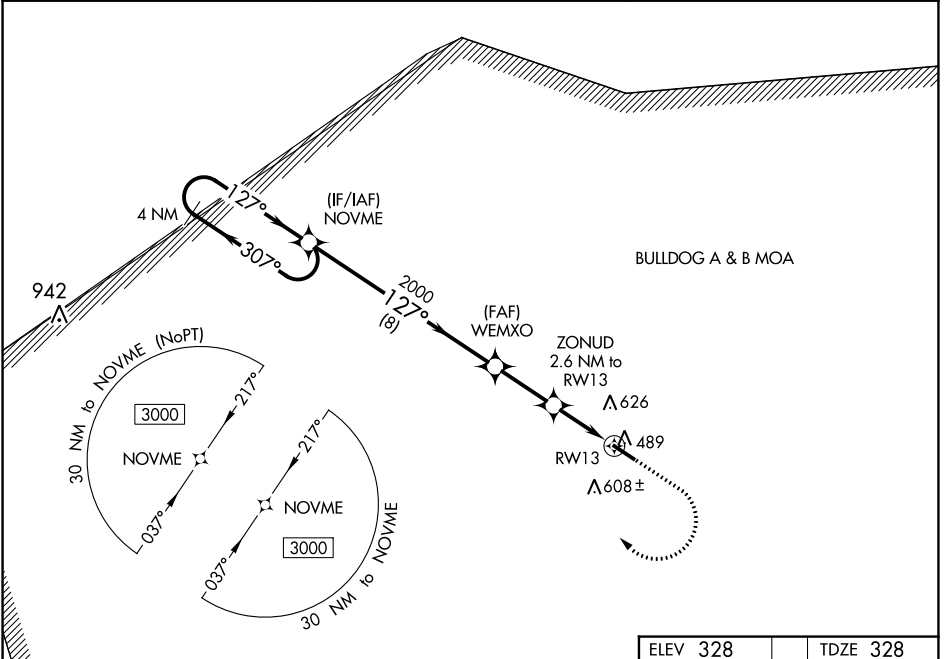 127°
4 NM
307°
(IF/IAF)
NOVME
BULLDOG A & B MOA
942
2000
127°
(8)
(FAF)
WEMXO
ZONUD
2.6 NM to
RW13
626
489
RW13
608 ±
30 NM to NOVME (NoPT)
217°
3000
NOVME
037°
217°
NOVME
3000
037°
30 NM to NOVME
ELEV 328
TDZE 328